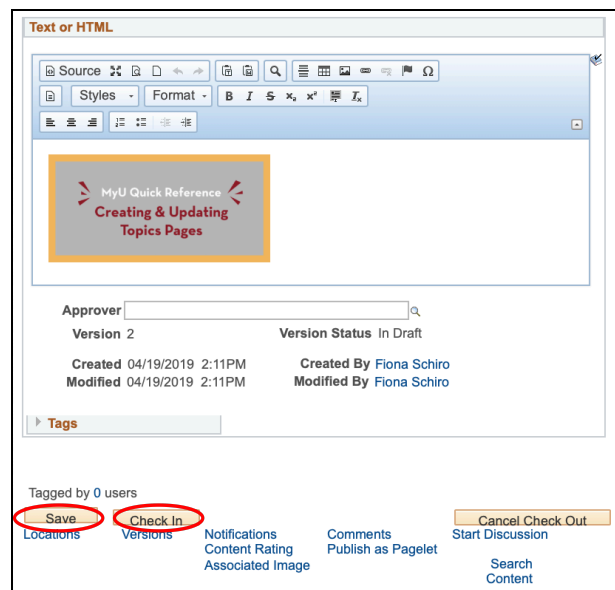 Text or HTML
Source
Styles Format B I S x₂ x² Tx
MyU Quick Reference
Creating & Updating
Topics Pages
Approver
Version 2 Version Status In Draft
Created 04/19/2019 2:11PM Created By Fiona Schiro
Modified 04/19/2019 2:11PM Modified By Fiona Schiro
Tags
Tagged by 0 users
Save Check In Cancel Check Out
Locations Versions Notifications Comments Start Discussion
Content Rating Publish as Pagelet
Associated Image Search
Content